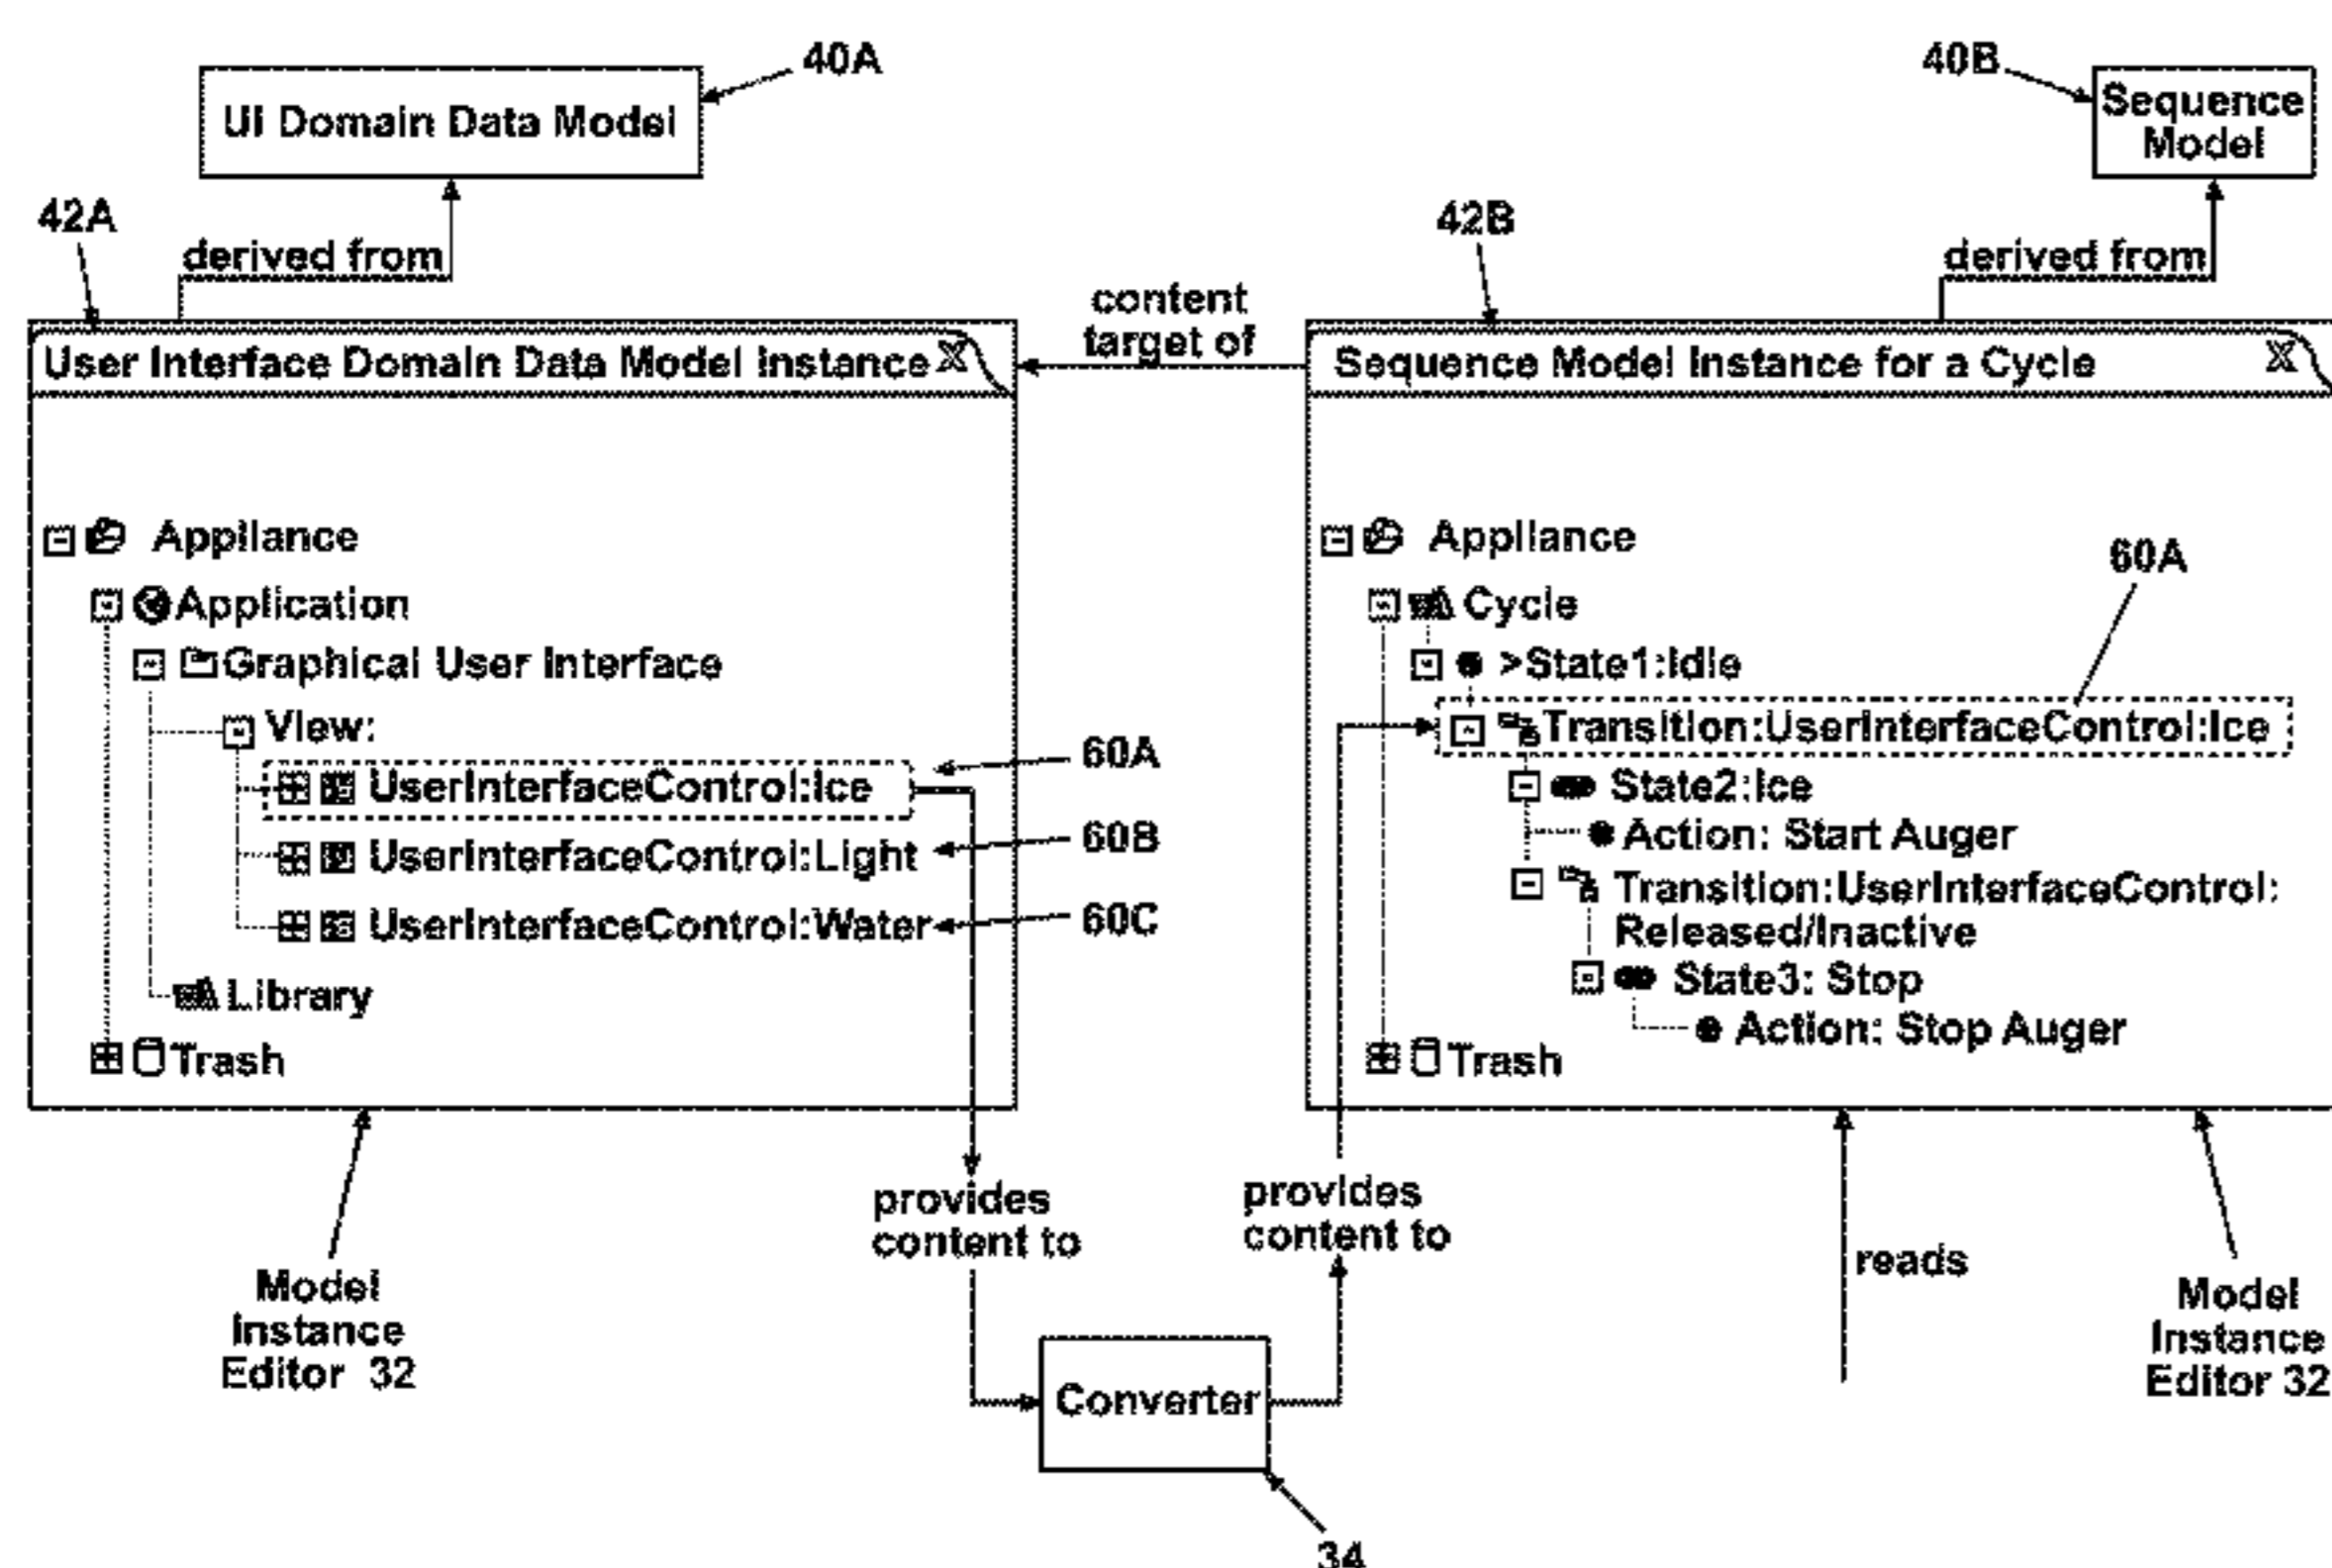 40A
40B
UI Domain Data Model
Sequence
Model
42A
42B
derived from
derived from
content
target of
User Interface Domain Data Model Instance X
Sequence Model Instance for a Cycle X
Appliance
Application
Graphical User Interface
View:
UserInterfaceControl:Ice
60A
UserInterfaceControl:Light
60B
UserInterfaceControl:Water
60C
Library
Trash
Appliance
60A
Cycle
>State1:Idle
Transition:UserInterfaceControl:Ice
State2:Ice
Action: Start Auger
Transition:UserInterfaceControl:
Released/Inactive
State3: Stop
Action: Stop Auger
Trash
provides
content to
provides
content to
reads
Model
Instance
Editor 32
Model
Instance
Editor 32
Converter
34